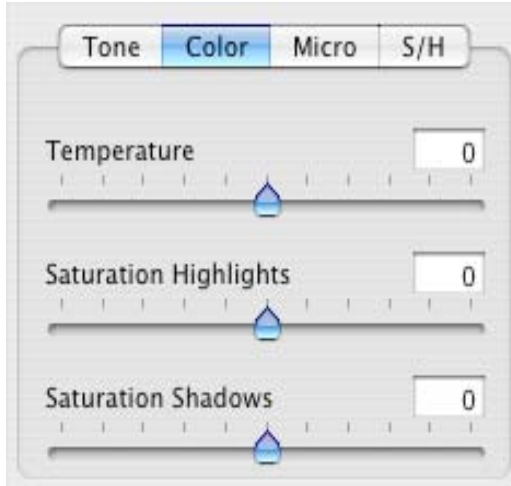 Tone Color Micro S/H
Temperature 0
Saturation Highlights 0
Saturation Shadows 0